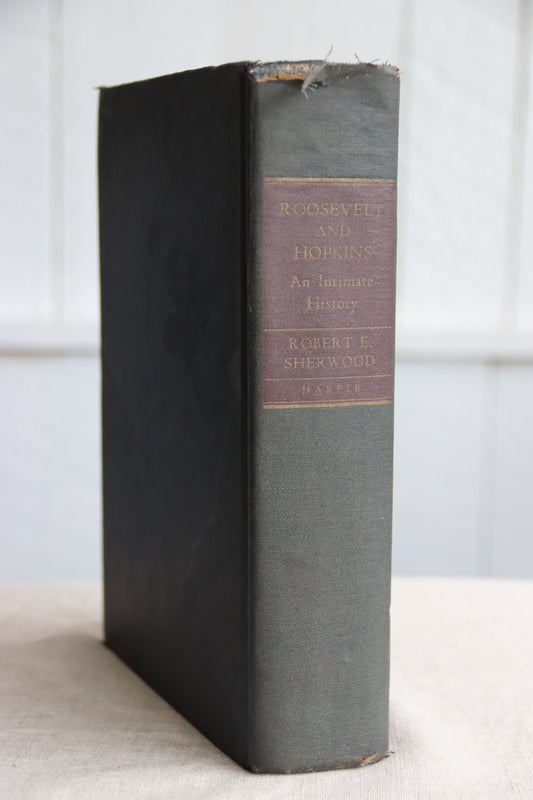 ROOSEVELT
AND
HOPKINS
An Intimate
History
ROBERT E.
SHERWOOD
HARPER